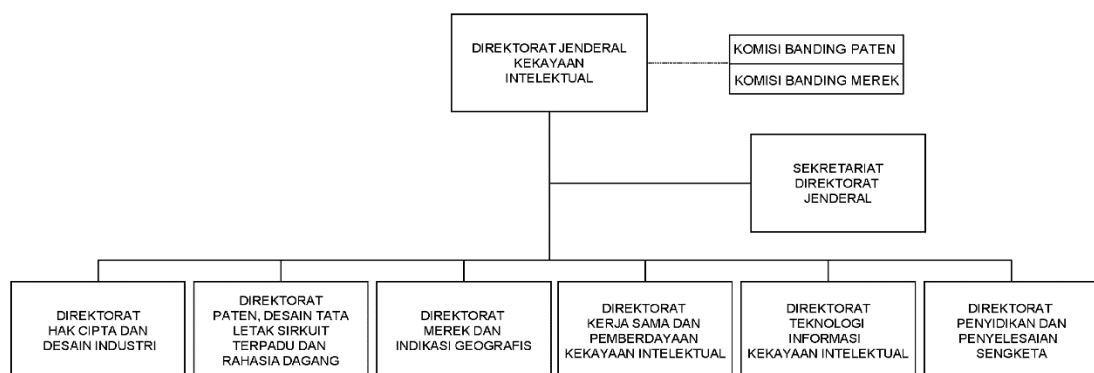 DIREKTORAT JENDERAL
KEKAYAAN
INTELEKTUAL
KOMISI BANDING PATEN
KOMISI BANDING MEREK
SEKRETARIAT
DIREKTORAT
JENDERAL
DIREKTORAT
HAK CIPTA DAN
DESAIN INDUSTRI
DIREKTORAT
PATEN, DESAIN TATA
LETAK SIRKUIT
TERPADU DAN
RAHASIA DAGANG
DIREKTORAT
MEREK DAN
INDIKASI GEOGRAFIS
DIREKTORAT
KERJA SAMA DAN
PEMBERDAYAAN
KEKAYAAN INTELEKTUAL
DIREKTORAT
TEKNOLOGI
INFORMASI
KEKAYAAN INTELEKTUAL
DIREKTORAT
PENYIDIKAN DAN
PENYELESAIAN
SENGKETA